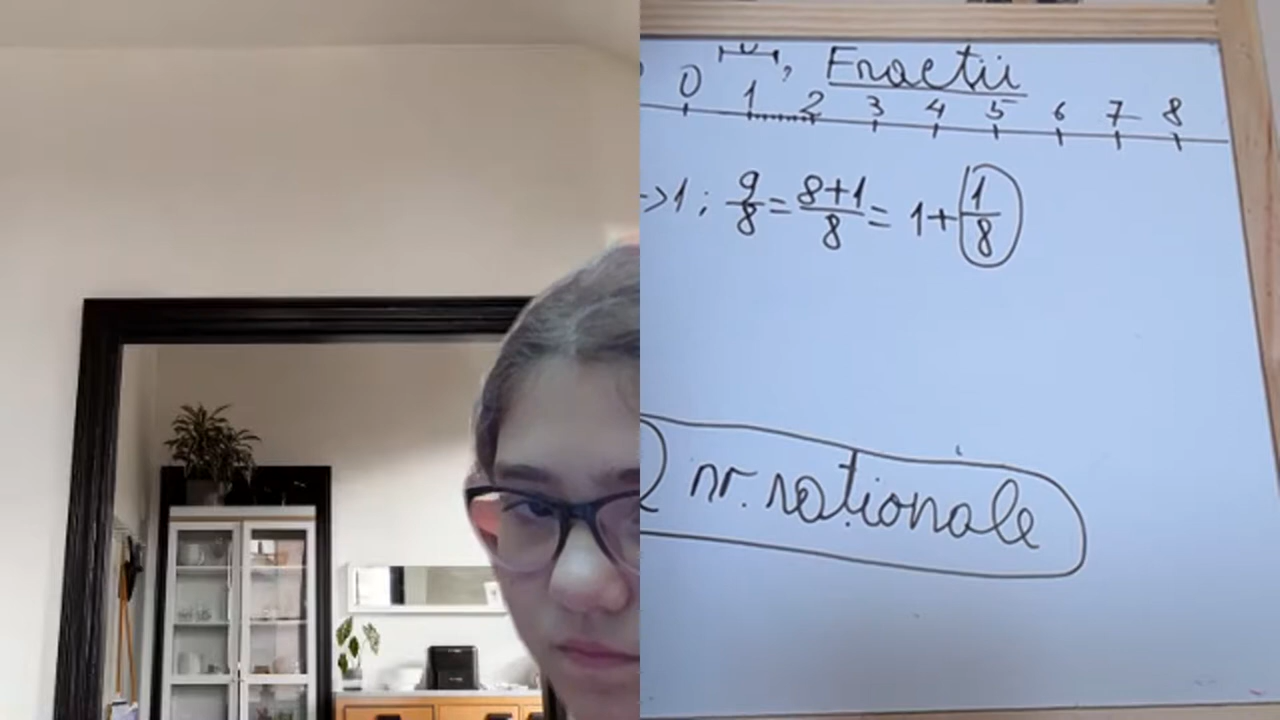 Fractii
0 1 2 3 4 5 6 7 8
->1; 9/8 = 8+1/8 = 1+ 1/8
nr. raționale